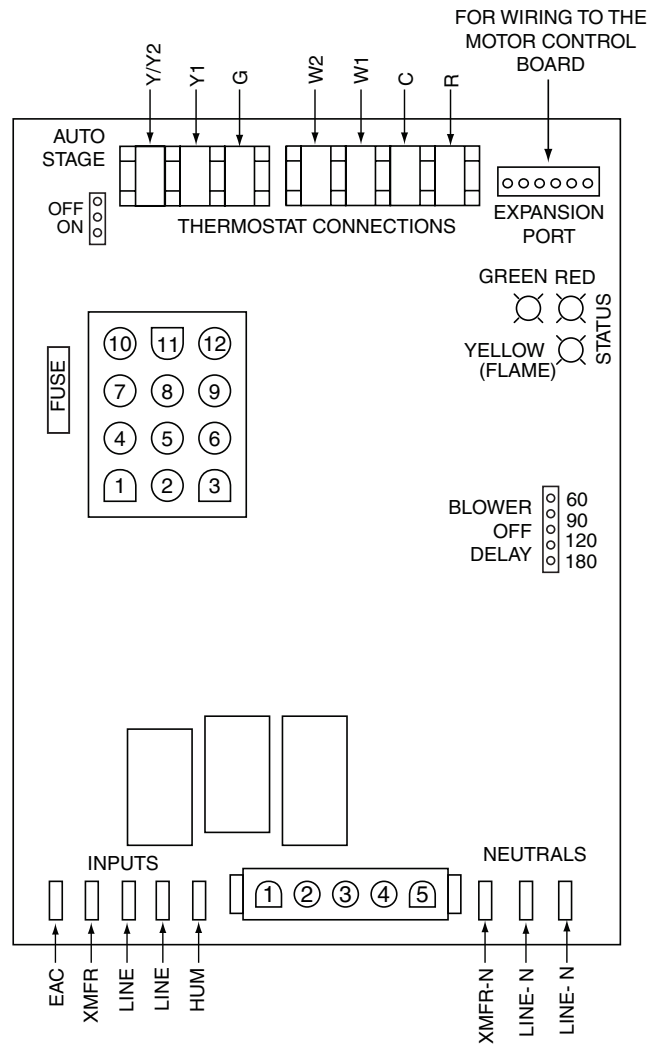 FOR WIRING TO THE
MOTOR CONTROL
BOARD
Y/Y2
Y1
G
W2
W1
C
R
AUTO
STAGE
OFF
ON
THERMOSTAT CONNECTIONS
EXPANSION
PORT
GREEN
RED
YELLOW
(FLAME)
STATUS
FUSE
10 11 12
7 8 9
4 5 6
1 2 3
BLOWER
OFF
DELAY
60
90
120
180
INPUTS
NEUTRALS
1 2 3 4 5
EAC
XMFR
LINE
LINE
HUM
XMFR-N
LINE- N
LINE- N